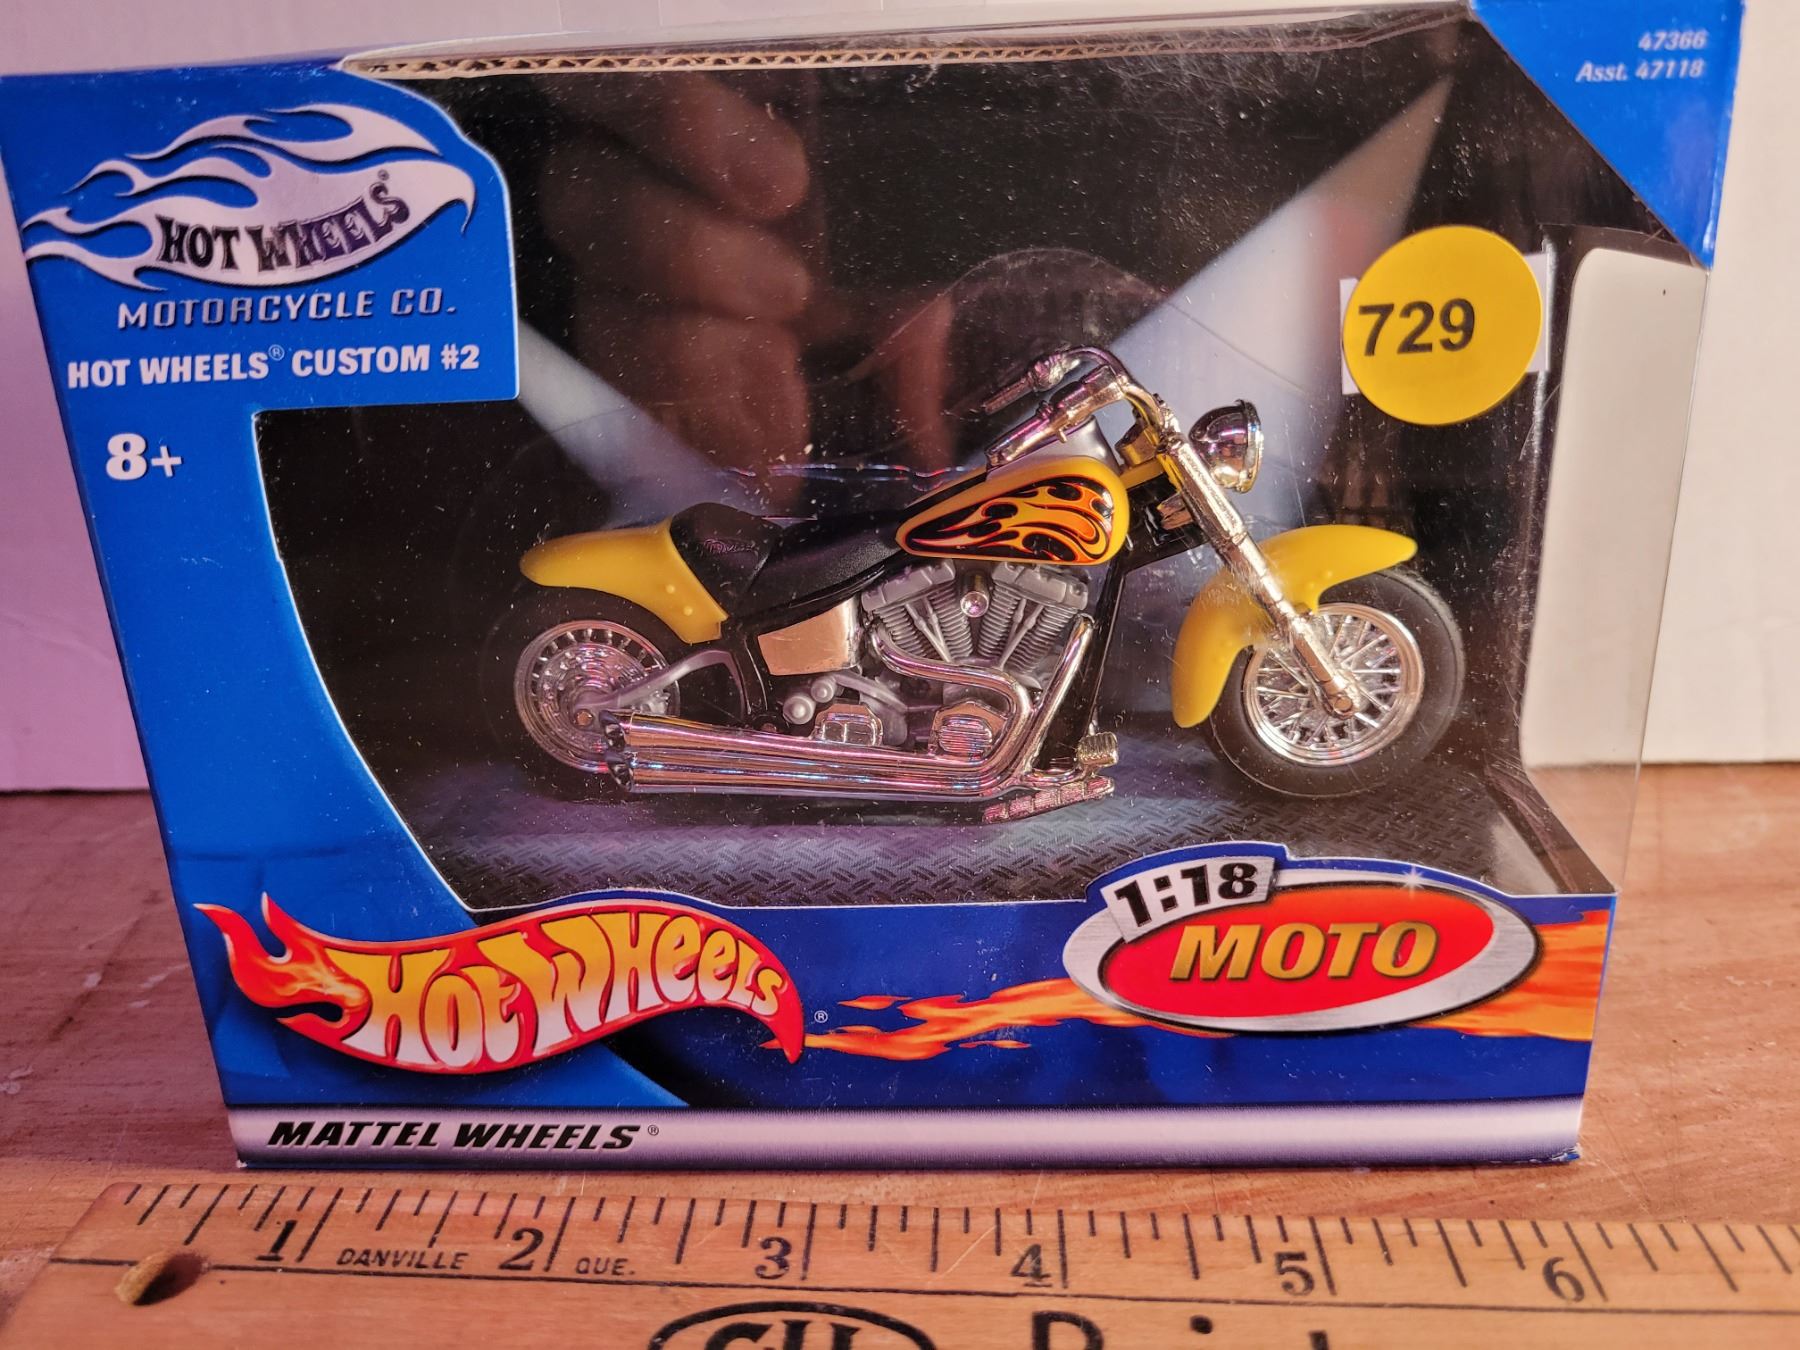 47366
Asst. 47118
HOT WHEELS®
MOTORCYCLE CO.
HOT WHEELS® CUSTOM #2
8+
729
1:18
MOTO
HOT WHEELS®
MATTEL WHEELS®
1 2 3 4 5 6
DANVILLE QUE.